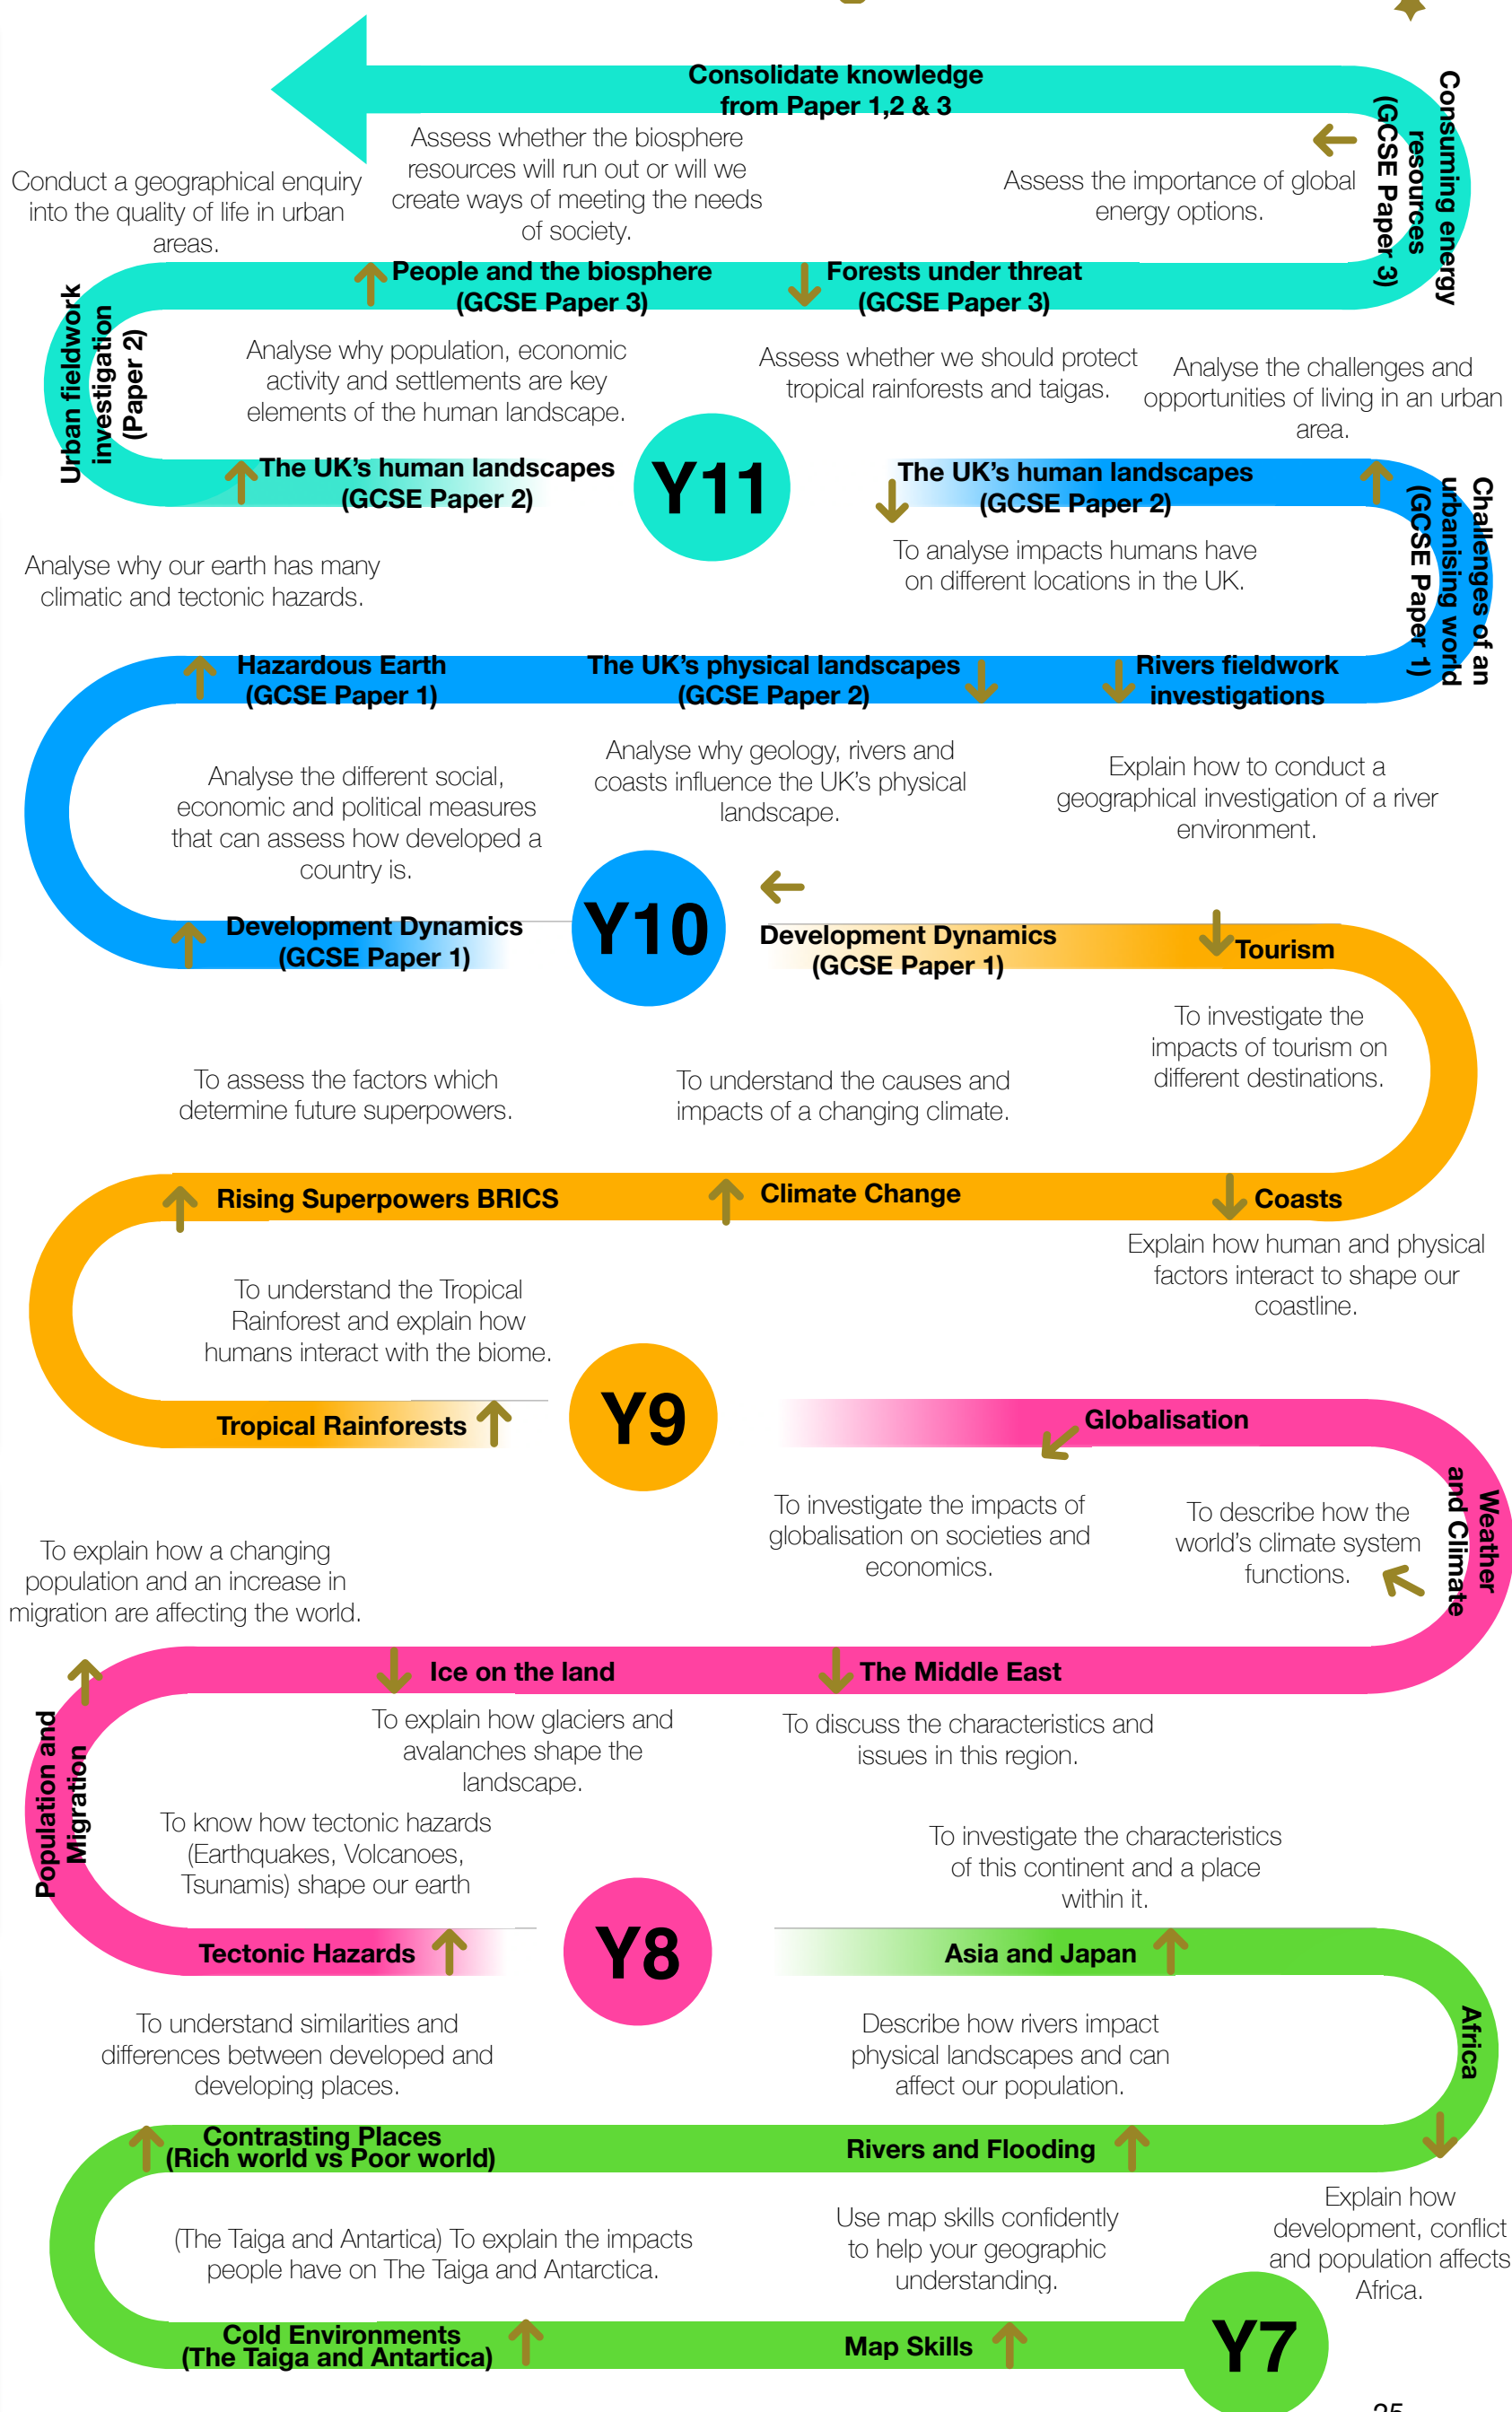 Consolidate knowledge
from Paper 1,2 & 3
Consuming energy
resources
(GCSE Paper 3)
Assess whether the biosphere
resources will run out or will we
create ways of meeting the needs
of society.
Conduct a geographical enquiry
into the quality of life in urban
areas.
Assess the importance of global
energy options.
People and the biosphere
(GCSE Paper 3)
Forests under threat
(GCSE Paper 3)
Urban fieldwork
investigation
(Paper 2)
Analyse why population, economic
activity and settlements are key
elements of the human landscape.
Assess whether we should protect
tropical rainforests and taigas.
Analyse the challenges and
opportunities of living in an urban
area.
The UK's human landscapes
(GCSE Paper 2)
Y11
The UK's human landscapes
(GCSE Paper 2)
Challenges of an
urbanising world
(GCSE Paper 1)
Analyse why our earth has many
climatic and tectonic hazards.
To analyse impacts humans have
on different locations in the UK.
Hazardous Earth
(GCSE Paper 1)
The UK's physical landscapes
(GCSE Paper 2)
Rivers fieldwork
investigations
Analyse the different social,
economic and political measures
that can assess how developed a
country is.
Analyse why geology, rivers and
coasts influence the UK's physical
landscape.
Explain how to conduct a
geographical investigation of a river
environment.
Development Dynamics
(GCSE Paper 1)
Y10
Development Dynamics
(GCSE Paper 1)
Tourism
To investigate the
impacts of tourism on
different destinations.
To assess the factors which
determine future superpowers.
To understand the causes and
impacts of a changing climate.
Rising Superpowers BRICS
Climate Change
Coasts
Explain how human and physical
factors interact to shape our
coastline.
To understand the Tropical
Rainforest and explain how
humans interact with the biome.
Tropical Rainforests
Y9
Globalisation
Weather
and Climate
To investigate the impacts of
globalisation on societies and
economics.
To describe how the
world's climate system
functions.
To explain how a changing
population and an increase in
migration are affecting the world.
Ice on the land
The Middle East
Population and
Migration
To explain how glaciers and
avalanches shape the
landscape.
To discuss the characteristics and
issues in this region.
To know how tectonic hazards
(Earthquakes, Volcanoes,
Tsunamis) shape our earth
To investigate the characteristics
of this continent and a place
within it.
Tectonic Hazards
Y8
Asia and Japan
Africa
To understand similarities and
differences between developed and
developing places.
Describe how rivers impact
physical landscapes and can
affect our population.
Contrasting Places
(Rich world vs Poor world)
Rivers and Flooding
Explain how
development, conflict
and population affects
Africa.
(The Taiga and Antartica) To explain the impacts
people have on The Taiga and Antarctica.
Use map skills confidently
to help your geographic
understanding.
Cold Environments
(The Taiga and Antartica)
Map Skills
Y7